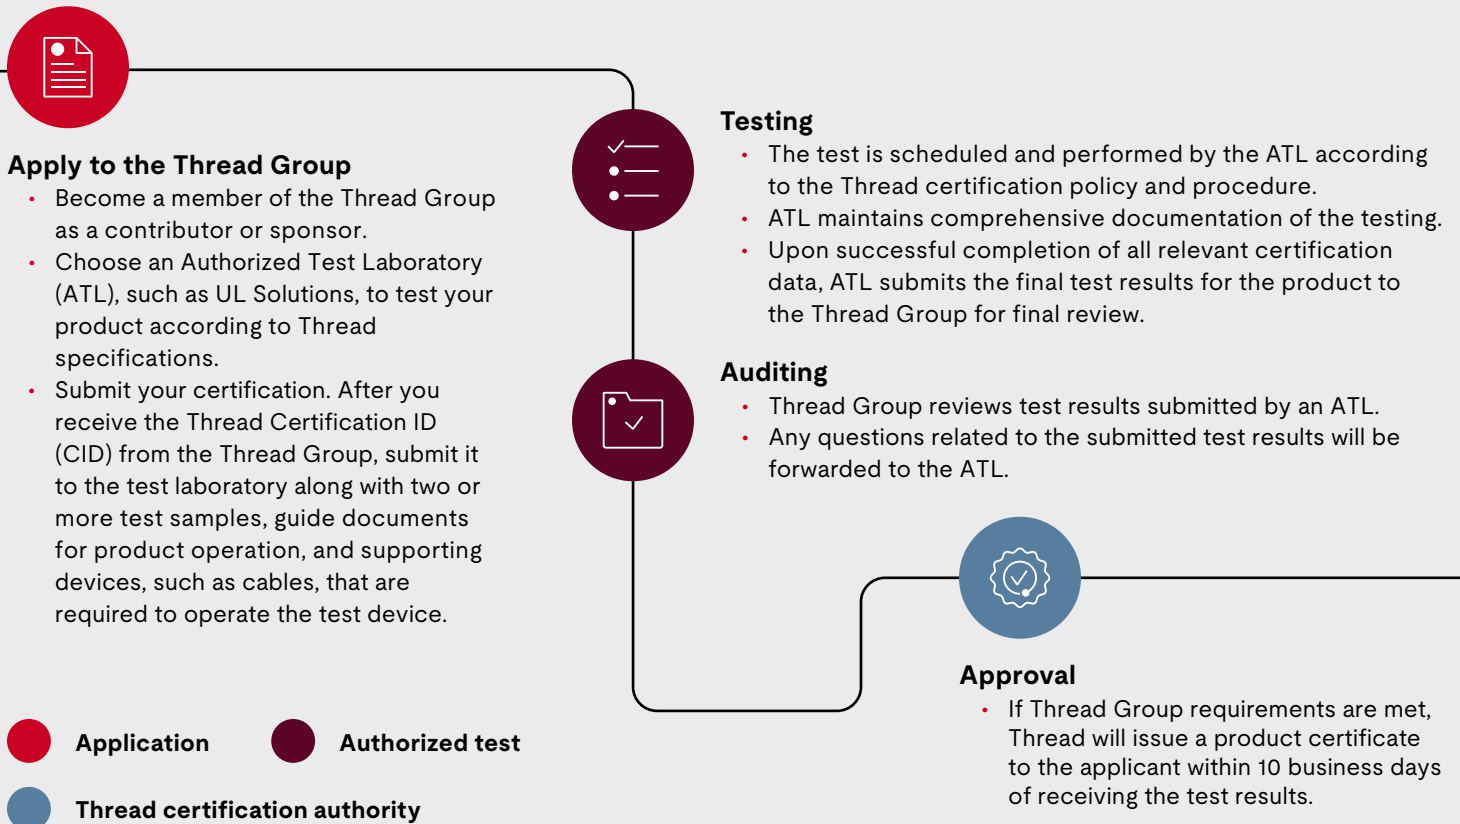 Apply to the Thread Group
• Become a member of the Thread Group
as a contributor or sponsor.
• Choose an Authorized Test Laboratory
(ATL), such as UL Solutions, to test your
product according to Thread
specifications.
• Submit your certification. After you
receive the Thread Certification ID
(CID) from the Thread Group, submit it
to the test laboratory along with two or
more test samples, guide documents
for product operation, and supporting
devices, such as cables, that are
required to operate the test device.
Testing
• The test is scheduled and performed by the ATL according
to the Thread certification policy and procedure.
• ATL maintains comprehensive documentation of the testing.
• Upon successful completion of all relevant certification
data, ATL submits the final test results for the product to
the Thread Group for final review.
Auditing
• Thread Group reviews test results submitted by an ATL.
• Any questions related to the submitted test results will be
forwarded to the ATL.
Approval
• If Thread Group requirements are met,
Thread will issue a product certificate
to the applicant within 10 business days
of receiving the test results.
Application
Authorized test
Thread certification authority